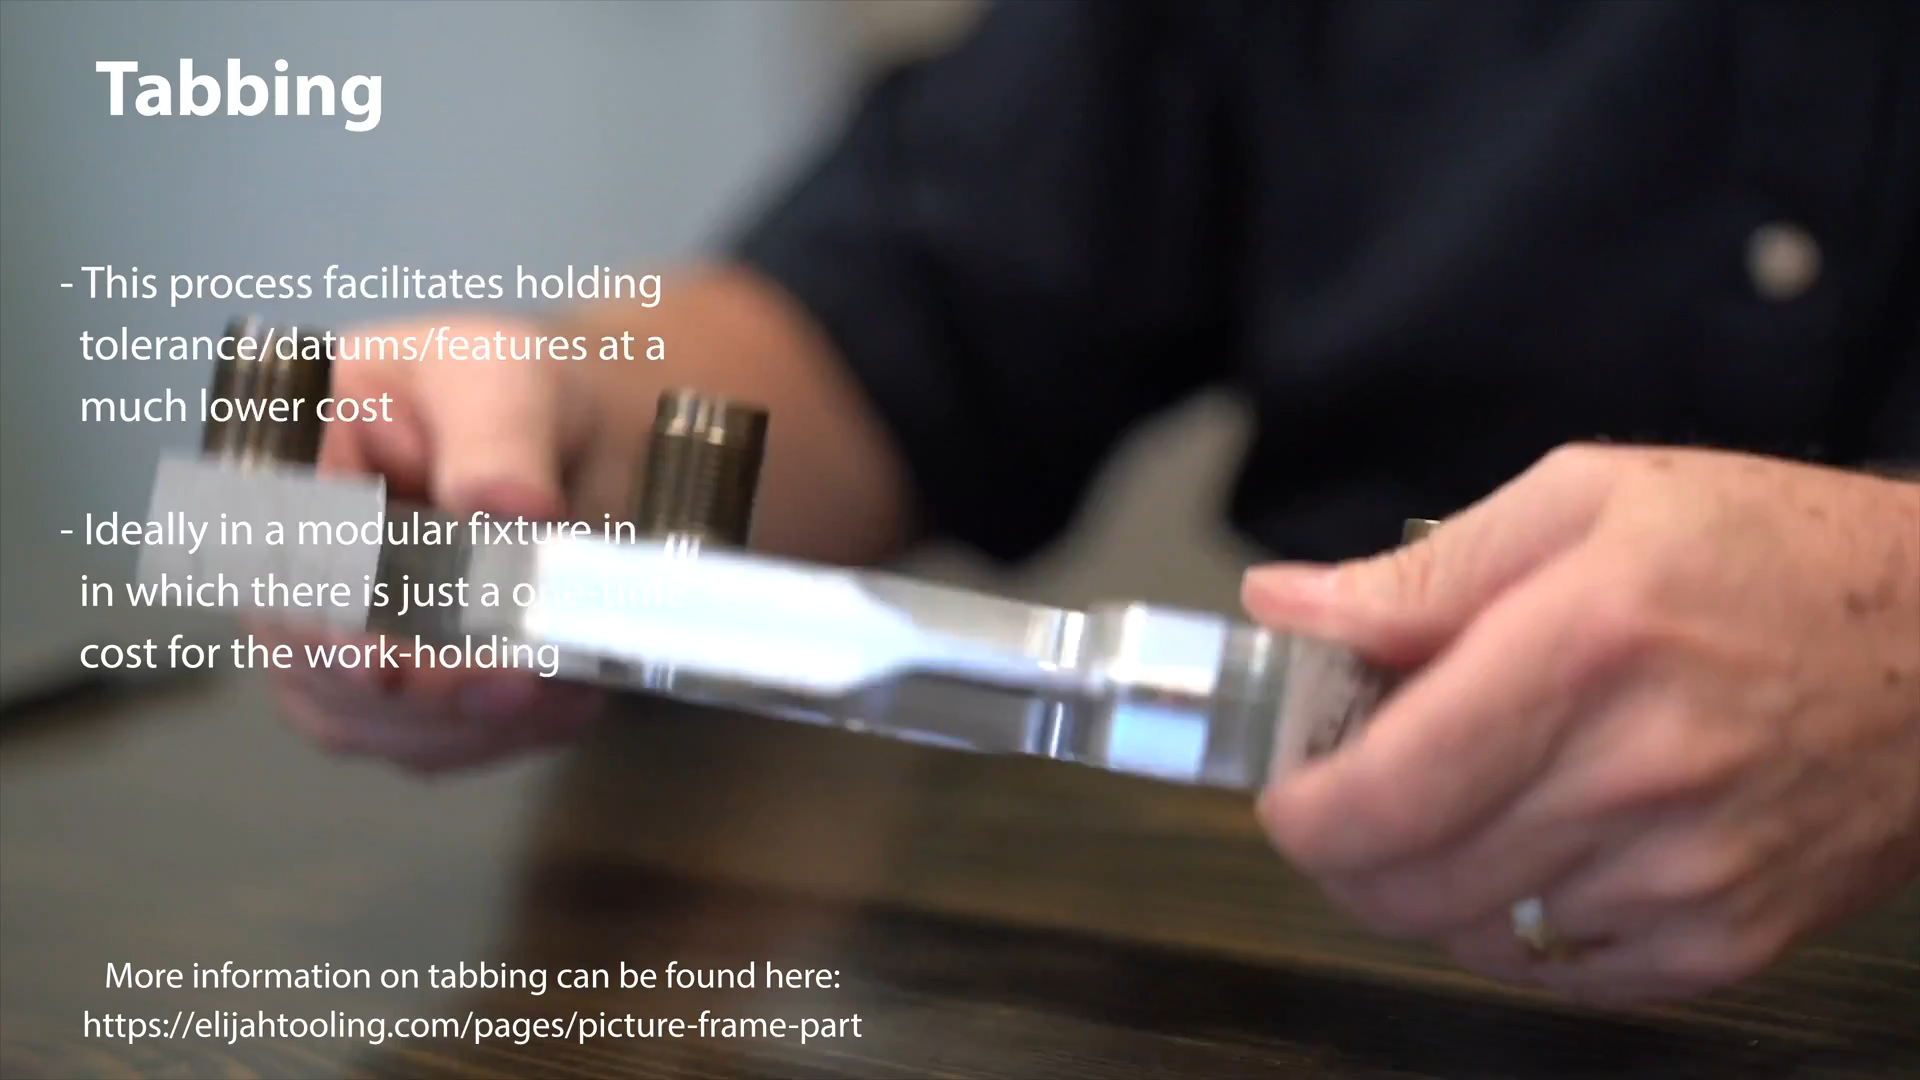 Tabbing
- This process facilitates holding
tolerance/datums/features at a
much lower cost
- Ideally in a modular fixture in
in which there is just a one-time
cost for the work-holding
More information on tabbing can be found here:
https://elijahtooling.com/pages/picture-frame-part